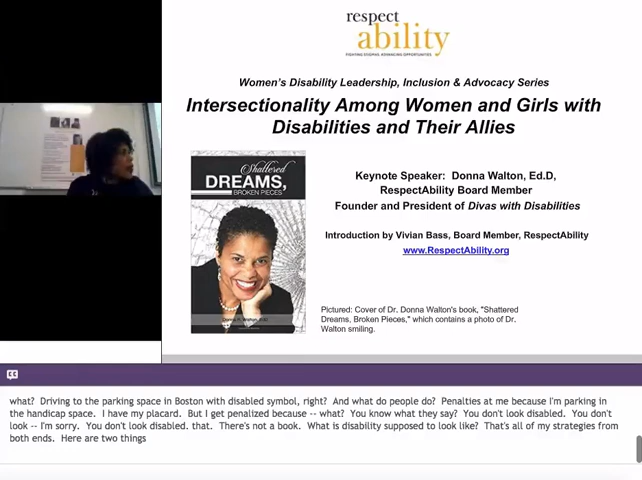 respect
ability
FIGHTING STIGMAS. ADVANCING OPPORTUNITIES.
Women's Disability Leadership, Inclusion & Advocacy Series
Intersectionality Among Women and Girls with
Disabilities and Their Allies
Shattered
DREAMS,
BROKEN PIECES
Keynote Speaker:  Donna Walton, Ed.D,
RespectAbility Board Member
Founder and President of Divas with Disabilities
Introduction by Vivian Bass, Board Member, RespectAbility
www.RespectAbility.org
Pictured: Cover of Dr. Donna Walton's book, "Shattered
Dreams, Broken Pieces," which contains a photo of Dr.
Walton smiling.
what?  Driving to the parking space in Boston with disabled symbol, right?  And what do people do?  Penalties at me because I'm parking in
the handicap space.  I have my placard.  But I get penalized because -- what?  You know what they say?  You don't look disabled.  You don't
look -- I'm sorry.  You don't look disabled. that.  There's not a book.  What is disability supposed to look like?  That's all of my strategies from
both ends.  Here are two things